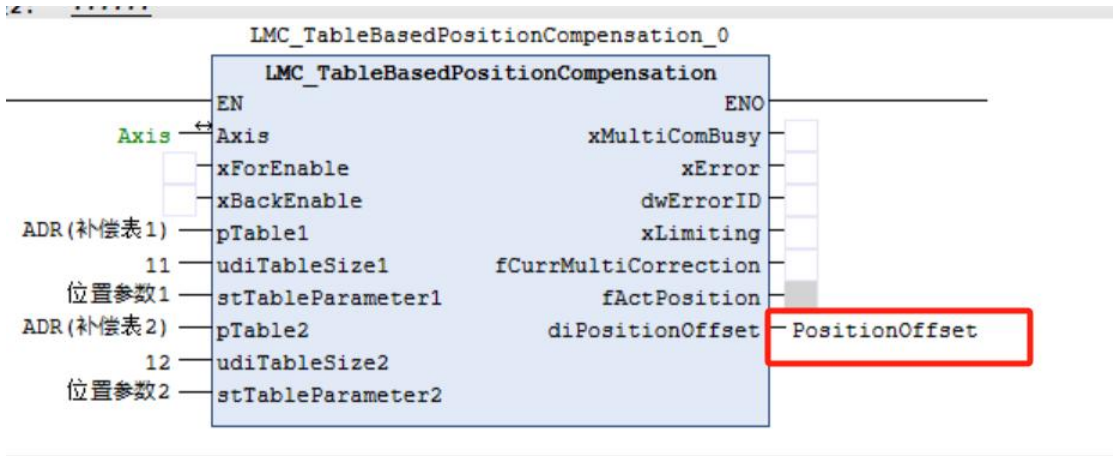 LMC_TableBasedPositionCompensation_0
LMC_TableBasedPositionCompensation
EN ENO
Axis Axis xMultiComBusy
xForEnable xError
xBackEnable dwErrorID
ADR(补偿表1) pTable1 xLimiting
11 udiTableSize1 fCurrMultiCorrection
位置参数1 stTableParameter1 fActPosition
ADR(补偿表2) pTable2 diPositionOffset PositionOffset
12 udiTableSize2
位置参数2 stTableParameter2